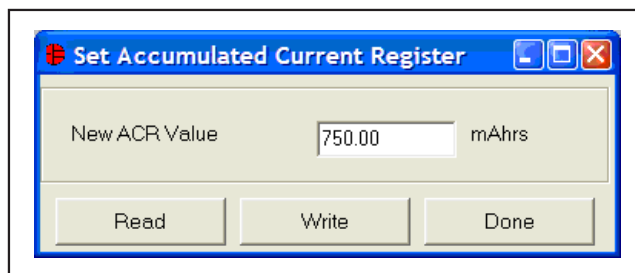 Set Accumulated Current Register
New ACR Value 750.00 mAhrs
Read Write Done